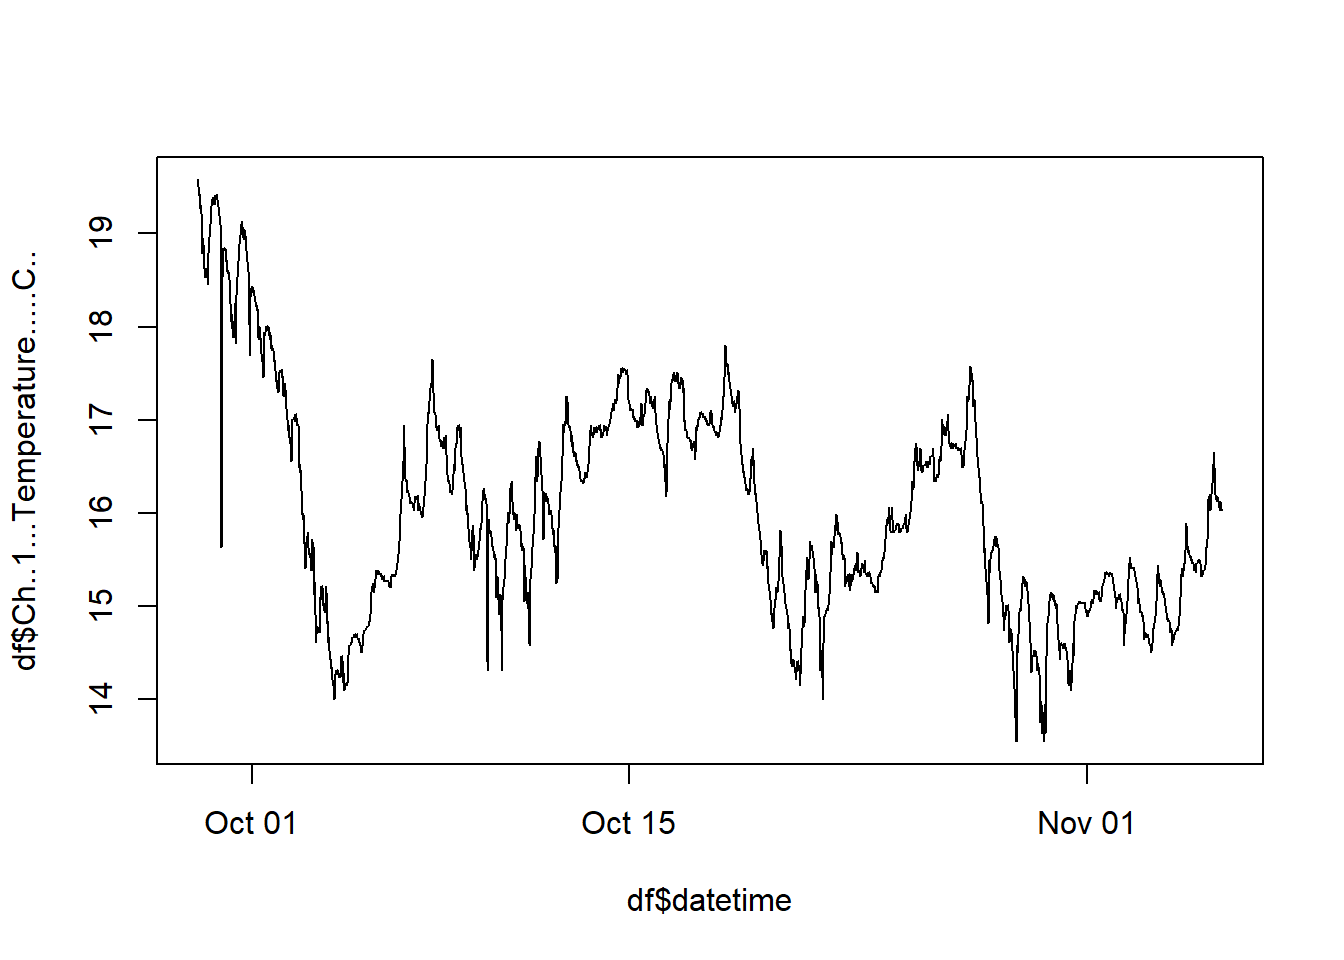 df$Ch..1...Temperature.....C..
19
18
17
16
15
14
Oct 01 Oct 15 Nov 01
df$datetime